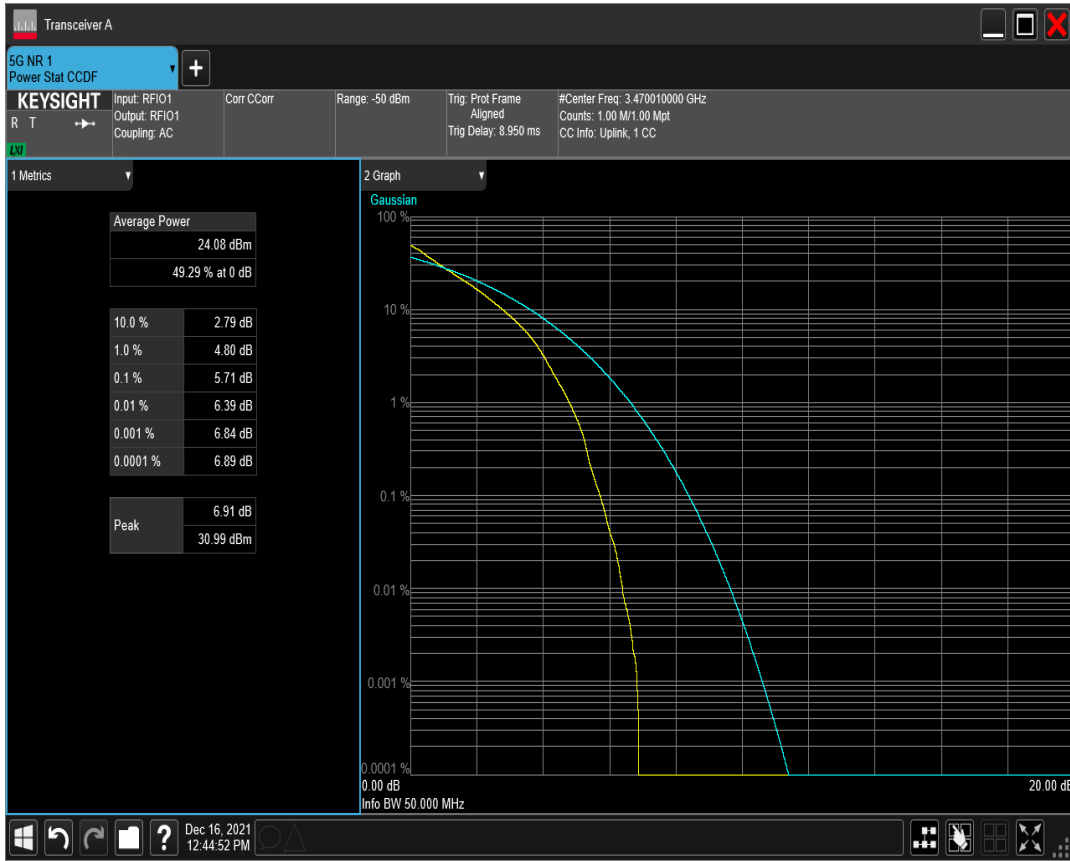 Transceiver A
5G NR 1
Power Stat CCDF
+
KEYSIGHT
R T
LXI
Input: RFIO1
Output: RFIO1
Coupling: AC
Corr CCorr
Range: -50 dBm
Trig: Prot Frame
Aligned
Trig Delay: 8.950 ms
#Center Freq: 3.470010000 GHz
Counts: 1.00 M/1.00 Mpt
CC Info: Uplink, 1 CC
1 Metrics
Average Power
24.08 dBm
49.29 % at 0 dB
10.0 % 2.79 dB
1.0 % 4.80 dB
0.1 % 5.71 dB
0.01 % 6.39 dB
0.001 % 6.84 dB
0.0001 % 6.89 dB
Peak
6.91 dB
30.99 dBm
2 Graph
Gaussian
100 %
10 %
1 %
0.1 %
0.01 %
0.001 %
0.0001 %
0.00 dB
20.00 dB
Info BW 50.000 MHz
?
Dec 16, 2021
12:44:52 PM